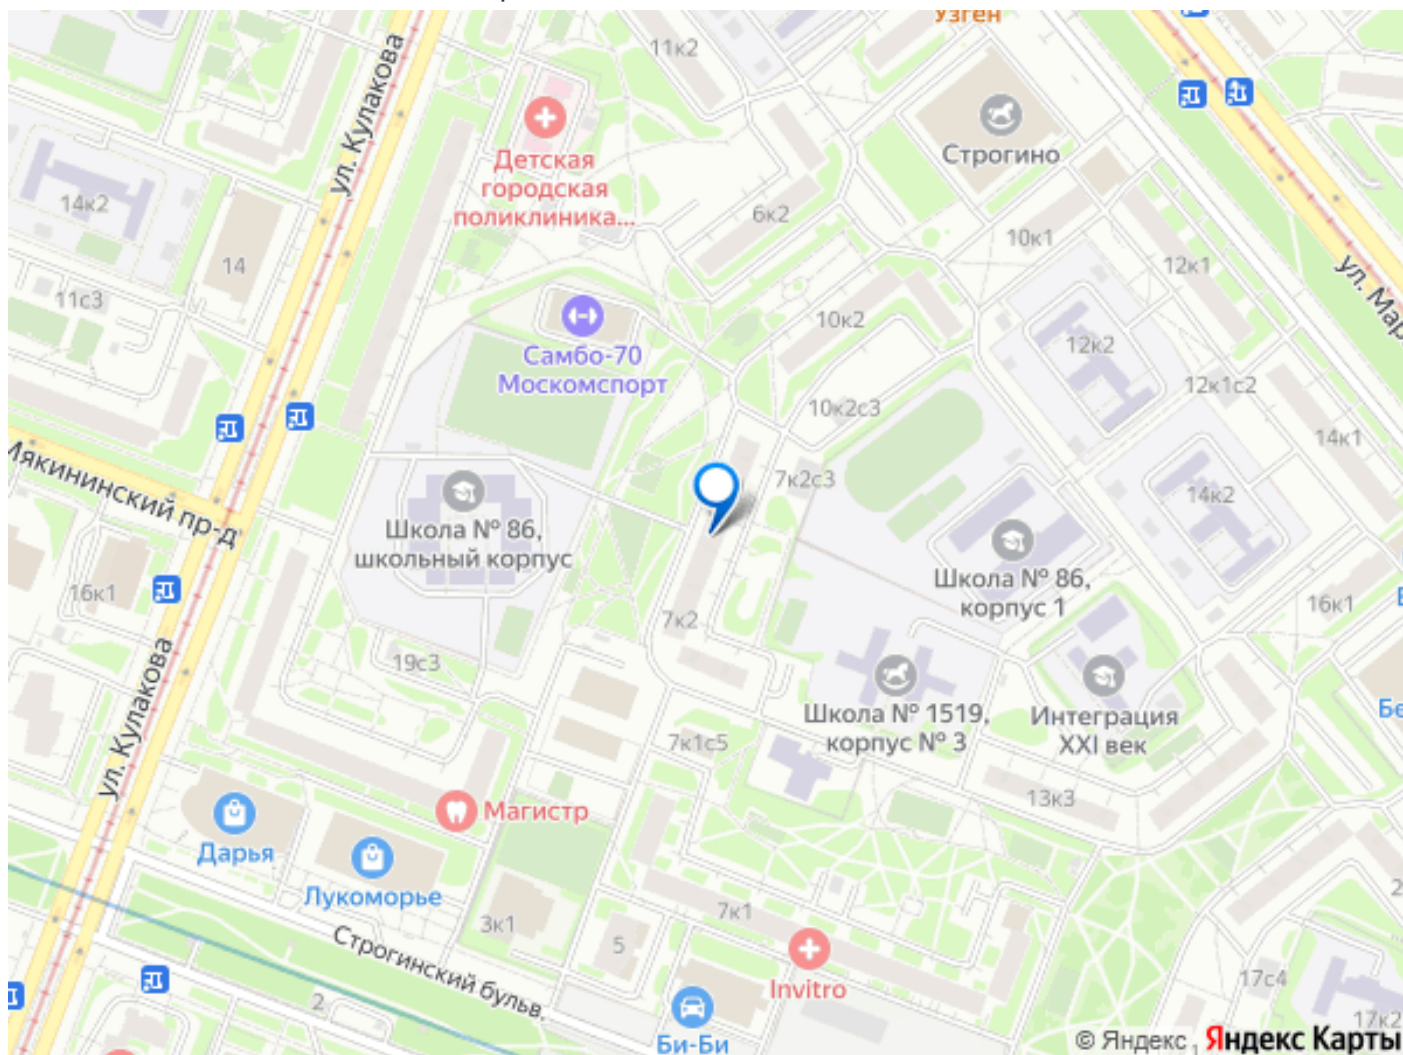 Узген
11к2
ул. Кулакова
Детская
городская
поликлиника...
Строгино
14к2
6к2
10к1
12к1
14
ул. Мар
11с3
10к2
Самбо-70
Москомспорт
12к2
12к1с2
10к2с3
14к1
Мякининский пр-д
7к2с3
14к2
Школа № 86,
школьный корпус
Школа № 86,
корпус 1
16к1
16к1
7к2
19с3
ул. Кулакова
Школа № 1519,
корпус № 3
Интеграция
XXI век
Бе
7к1с5
13к3
Магистр
Дарья
Лукоморье
7к1
3к1
5
Строгинский бульв.
Invitro
2
17с4
17к2
Би-Би
© Яндекс , Яндекс Карты